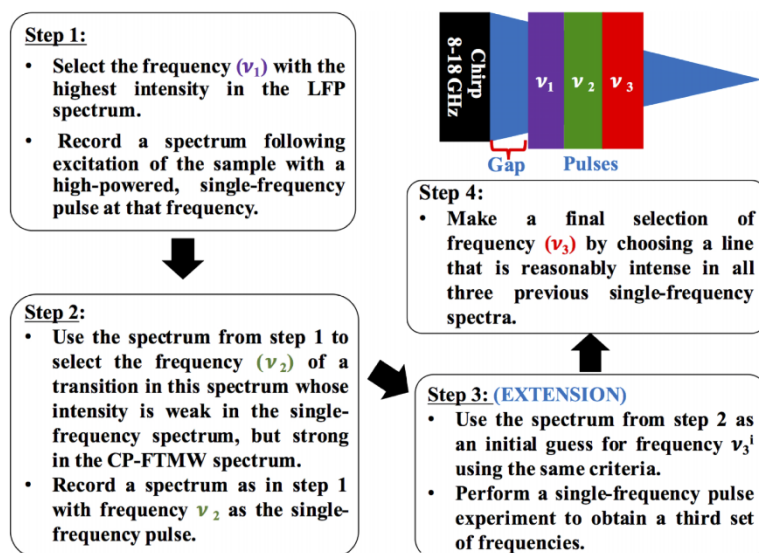 Step 1:
• Select the frequency (ν₁) with the
highest intensity in the LFP
spectrum.
• Record a spectrum following
excitation of the sample with a
high-powered, single-frequency
pulse at that frequency.
Chirp
8-18 GHz
ν₁ ν₂ ν₃
Gap Pulses
Step 2:
• Use the spectrum from step 1 to
select the frequency (ν₂) of a
transition in this spectrum whose
intensity is weak in the single-
frequency spectrum, but strong
in the CP-FTMW spectrum.
• Record a spectrum as in step 1
with frequency ν₂ as the single-
frequency pulse.
Step 3: (EXTENSION)
• Use the spectrum from step 2 as
an initial guess for frequency ν₃ⁱ
using the same criteria.
• Perform a single-frequency pulse
experiment to obtain a third set
of frequencies.
Step 4:
• Make a final selection of
frequency (ν₃) by choosing a line
that is reasonably intense in all
three previous single-frequency
spectra.